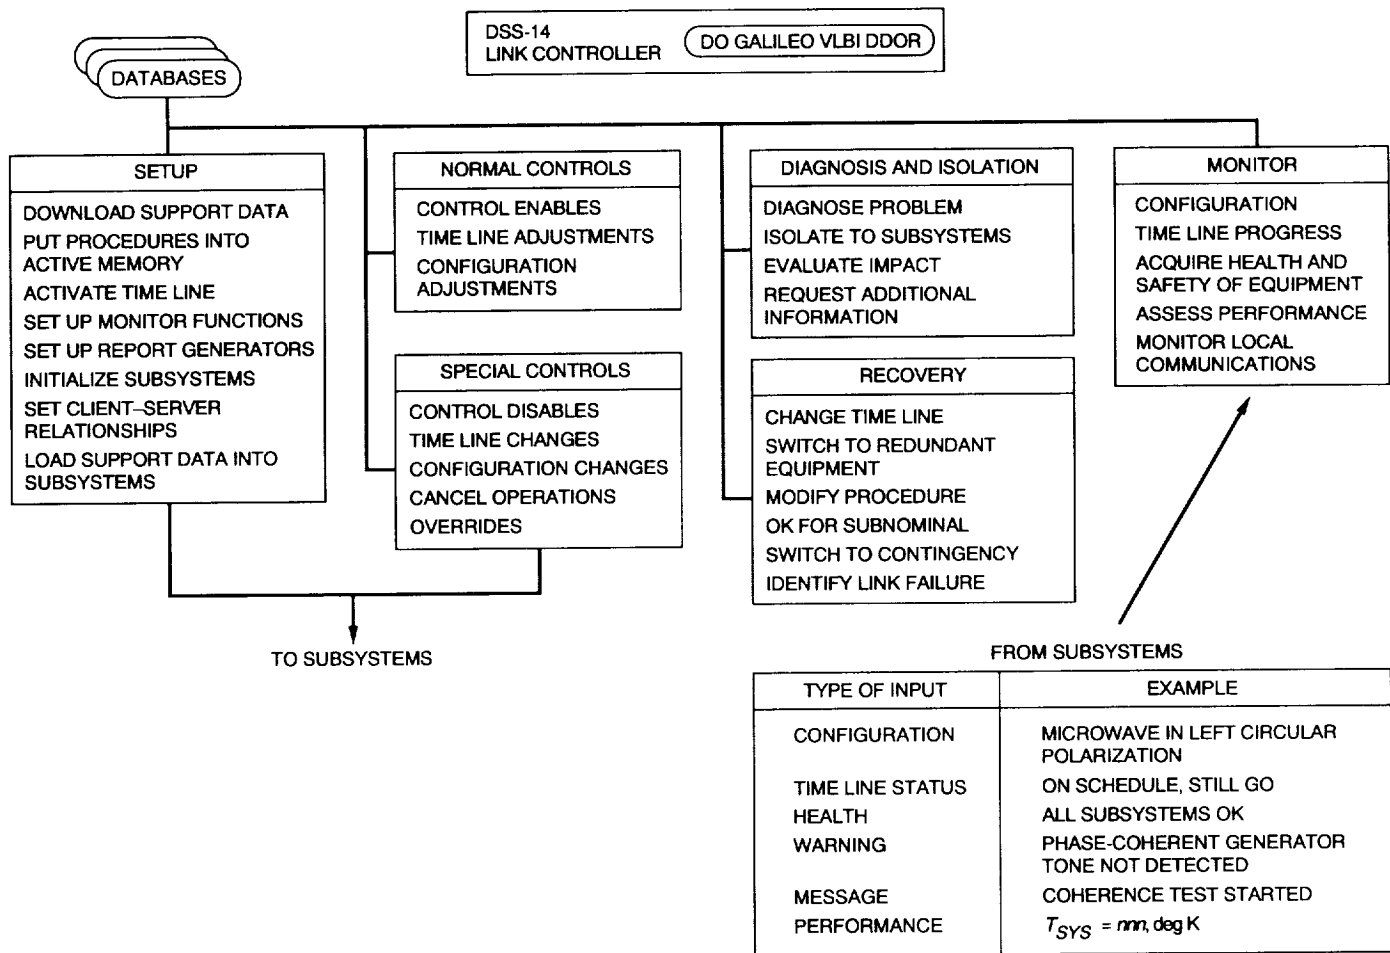 DSS-14
LINK CONTROLLER
DO GALILEO VLBI DDOR
DATABASES
SETUP
DOWNLOAD SUPPORT DATA
PUT PROCEDURES INTO
ACTIVE MEMORY
ACTIVATE TIME LINE
SET UP MONITOR FUNCTIONS
SET UP REPORT GENERATORS
INITIALIZE SUBSYSTEMS
SET CLIENT–SERVER
RELATIONSHIPS
LOAD SUPPORT DATA INTO
SUBSYSTEMS
NORMAL CONTROLS
CONTROL ENABLES
TIME LINE ADJUSTMENTS
CONFIGURATION
ADJUSTMENTS
SPECIAL CONTROLS
CONTROL DISABLES
TIME LINE CHANGES
CONFIGURATION CHANGES
CANCEL OPERATIONS
OVERRIDES
TO SUBSYSTEMS
DIAGNOSIS AND ISOLATION
DIAGNOSE PROBLEM
ISOLATE TO SUBSYSTEMS
EVALUATE IMPACT
REQUEST ADDITIONAL
INFORMATION
RECOVERY
CHANGE TIME LINE
SWITCH TO REDUNDANT
EQUIPMENT
MODIFY PROCEDURE
OK FOR SUBNOMINAL
SWITCH TO CONTINGENCY
IDENTIFY LINK FAILURE
MONITOR
CONFIGURATION
TIME LINE PROGRESS
ACQUIRE HEALTH AND
SAFETY OF EQUIPMENT
ASSESS PERFORMANCE
MONITOR LOCAL
COMMUNICATIONS
FROM SUBSYSTEMS
TYPE OF INPUT EXAMPLE
CONFIGURATION MICROWAVE IN LEFT CIRCULAR
POLARIZATION
TIME LINE STATUS ON SCHEDULE, STILL GO
HEALTH ALL SUBSYSTEMS OK
WARNING PHASE-COHERENT GENERATOR
TONE NOT DETECTED
MESSAGE COHERENCE TEST STARTED
PERFORMANCE T_SYS = nnn, deg K